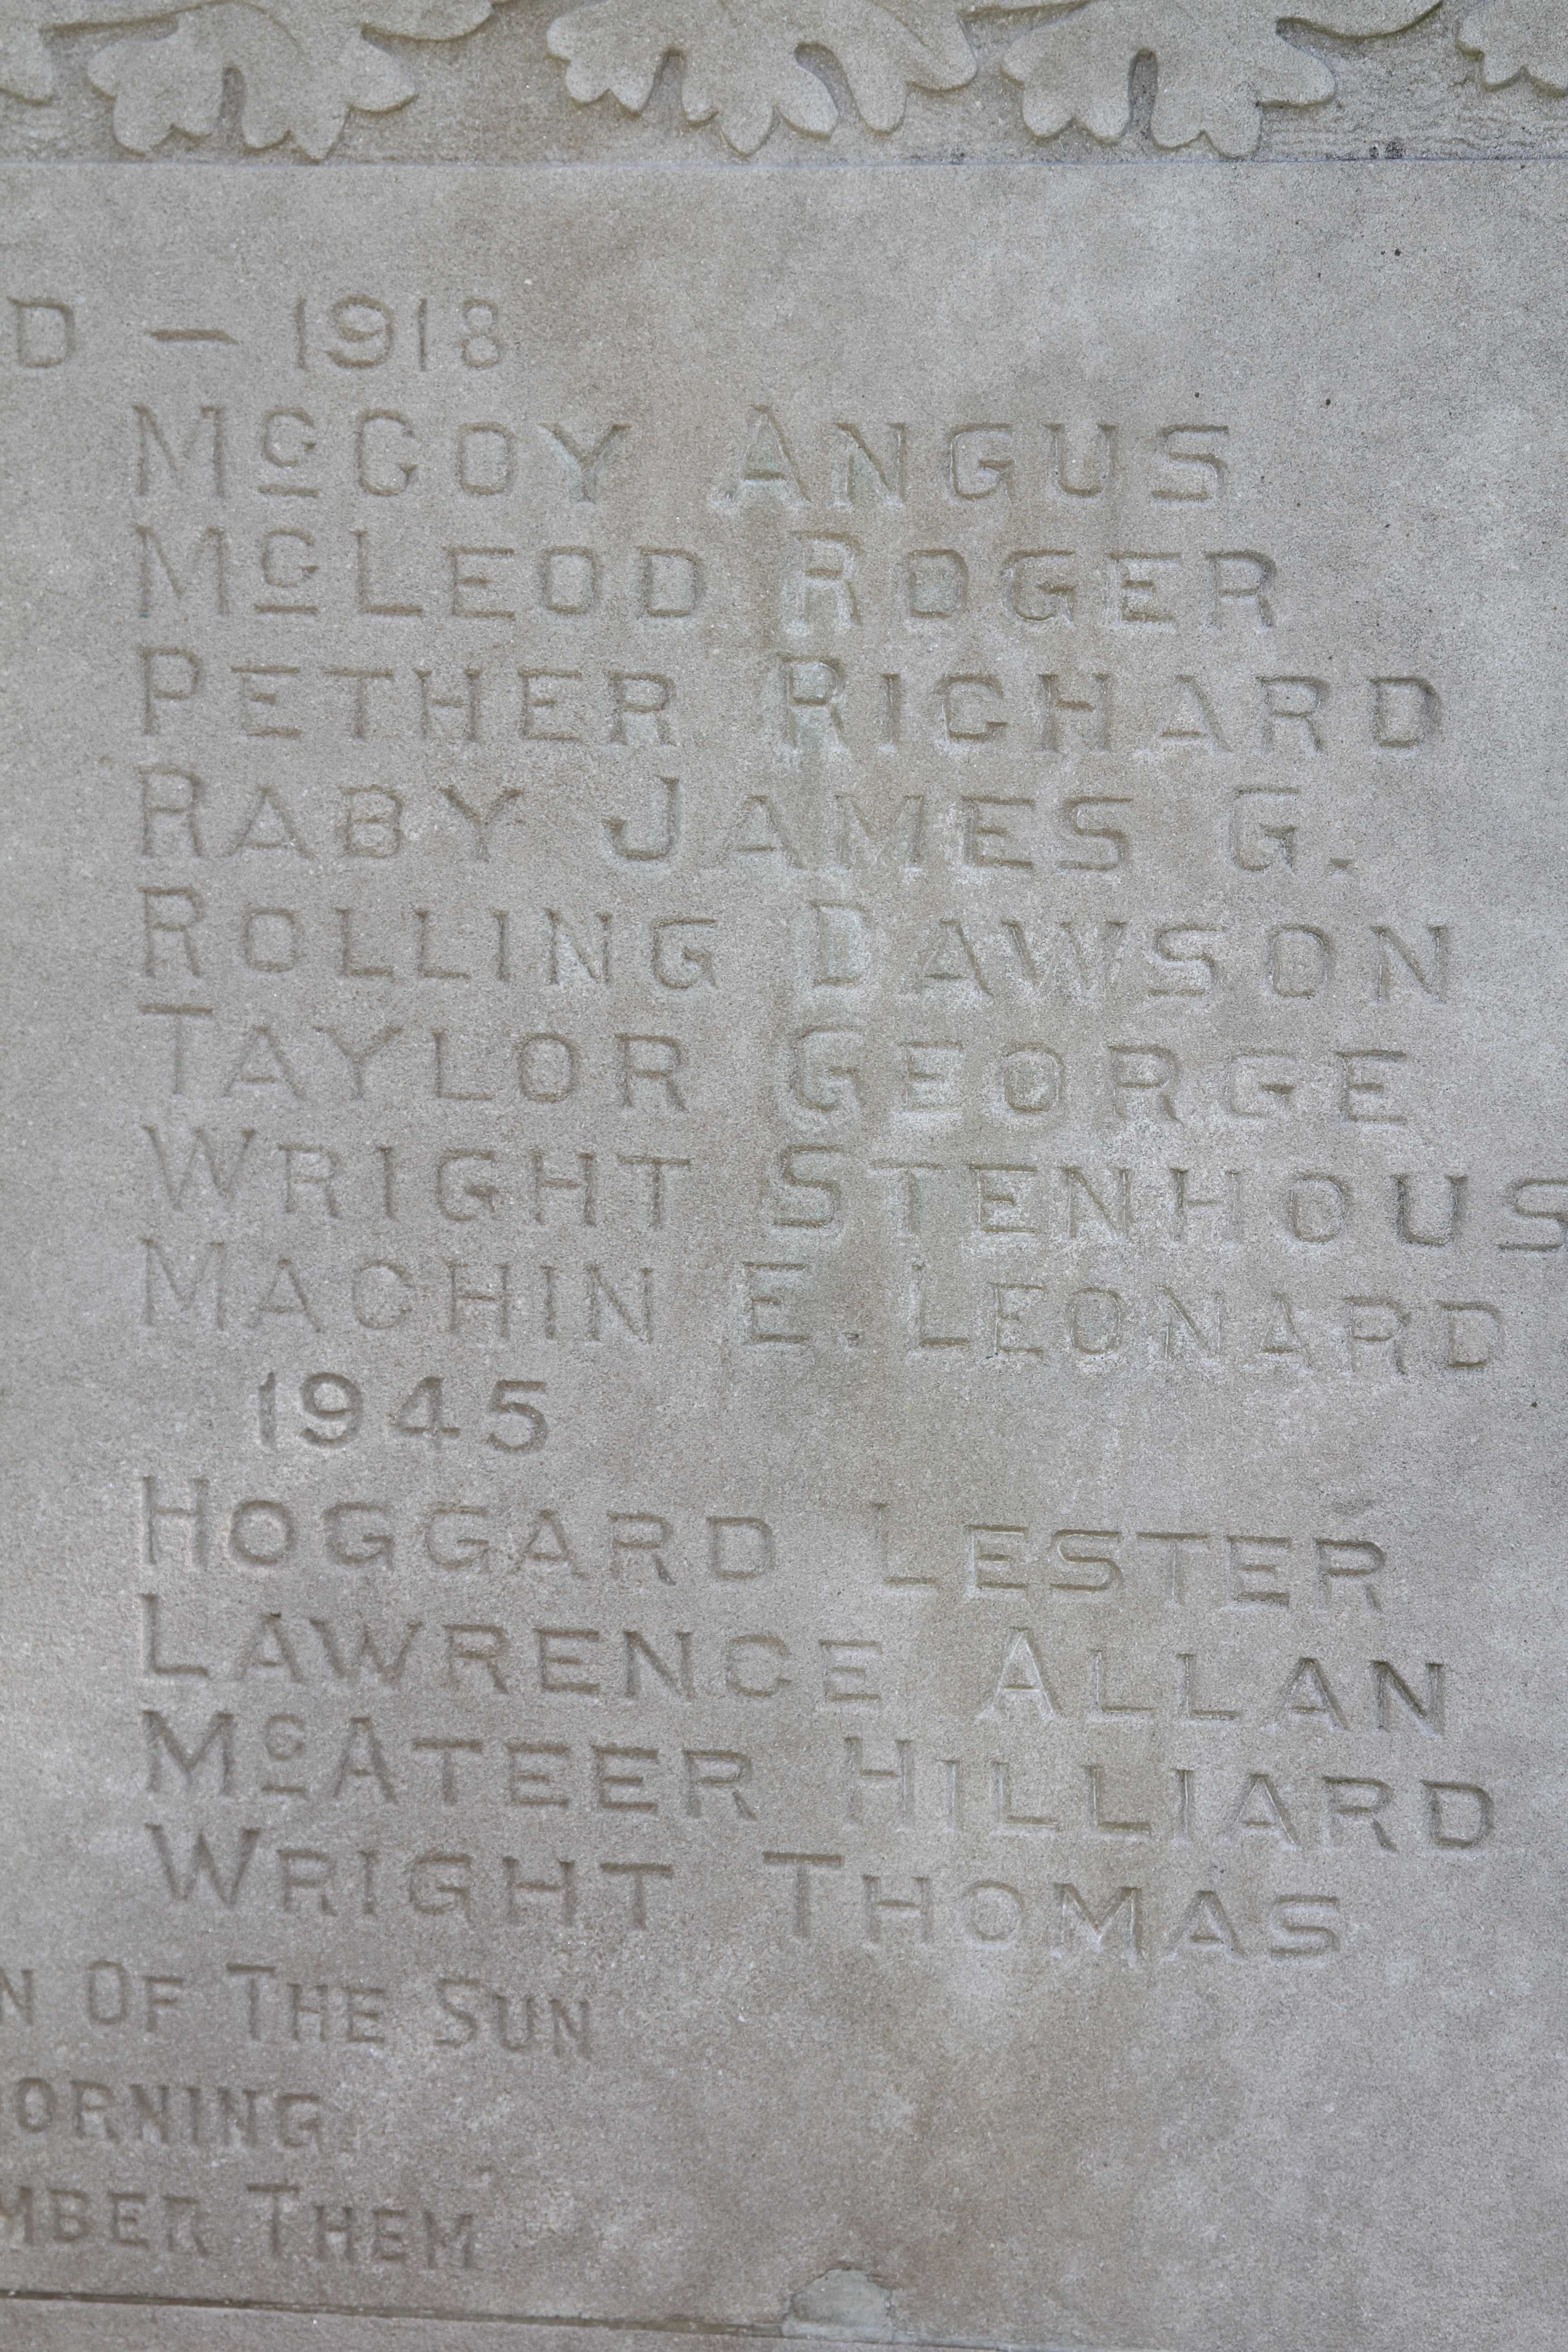 D — 1918
McCoy Angus
McLeod Roger
Pether Richard
Raby James G.
Rolling Dawson
Taylor George
Wright Stenhous
Machin E. Leonard
1945
Hoggard Lester
Lawrence Allan
McAteer Hilliard
Wright Thomas
N Of The Sun
orning.
mber Them